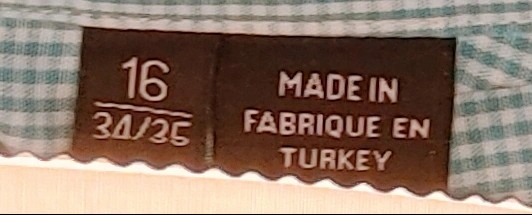 16
34/35
MADE IN
FABRIQUE EN
TURKEY